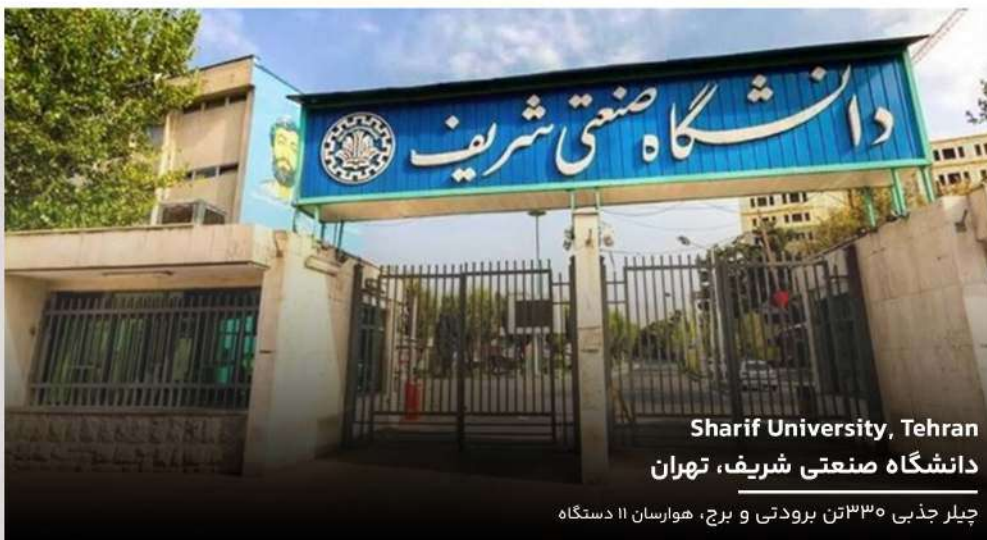 دانشگاه صنعتی شریف
Sharif University, Tehran
دانشگاه صنعتی شریف، تهران
چیلر جذبی ۳۳۰تن برودتی و برج، هوارسان ۱۱ دستگاه